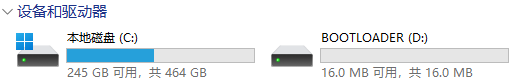 设备和驱动器
本地磁盘 (C:)
245 GB 可用，共 464 GB
BOOTLOADER (D:)
16.0 MB 可用，共 16.0 MB